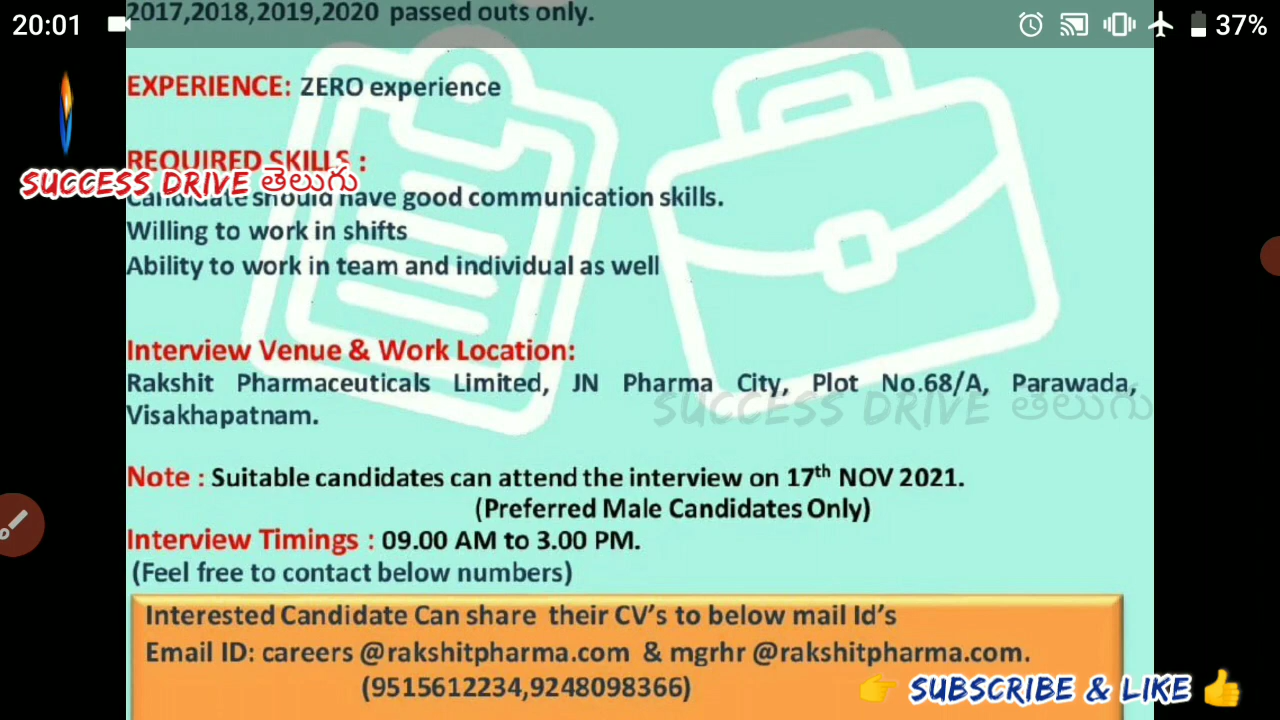 20:01
37%
2017,2018,2019,2020 passed outs only.
EXPERIENCE: ZERO experience
REQUIRED SKILLS :
SUCCESS DRIVE తెలుగు
Candidate should have good communication skills.
Willing to work in shifts
Ability to work in team and individual as well
Interview Venue & Work Location:
Rakshit Pharmaceuticals Limited, JN Pharma City, Plot No.68/A, Parawada,
SUCCESS DRIVE తెలుగు
Visakhapatnam.
Note : Suitable candidates can attend the interview on 17th NOV 2021.
(Preferred Male Candidates Only)
Interview Timings : 09.00 AM to 3.00 PM.
(Feel free to contact below numbers)
Interested Candidate Can share their CV's to below mail Id's
Email ID: careers @rakshitpharma.com & mgrhr @rakshitpharma.com.
(9515612234,9248098366)
👉 SUBSCRIBE & LIKE 👍